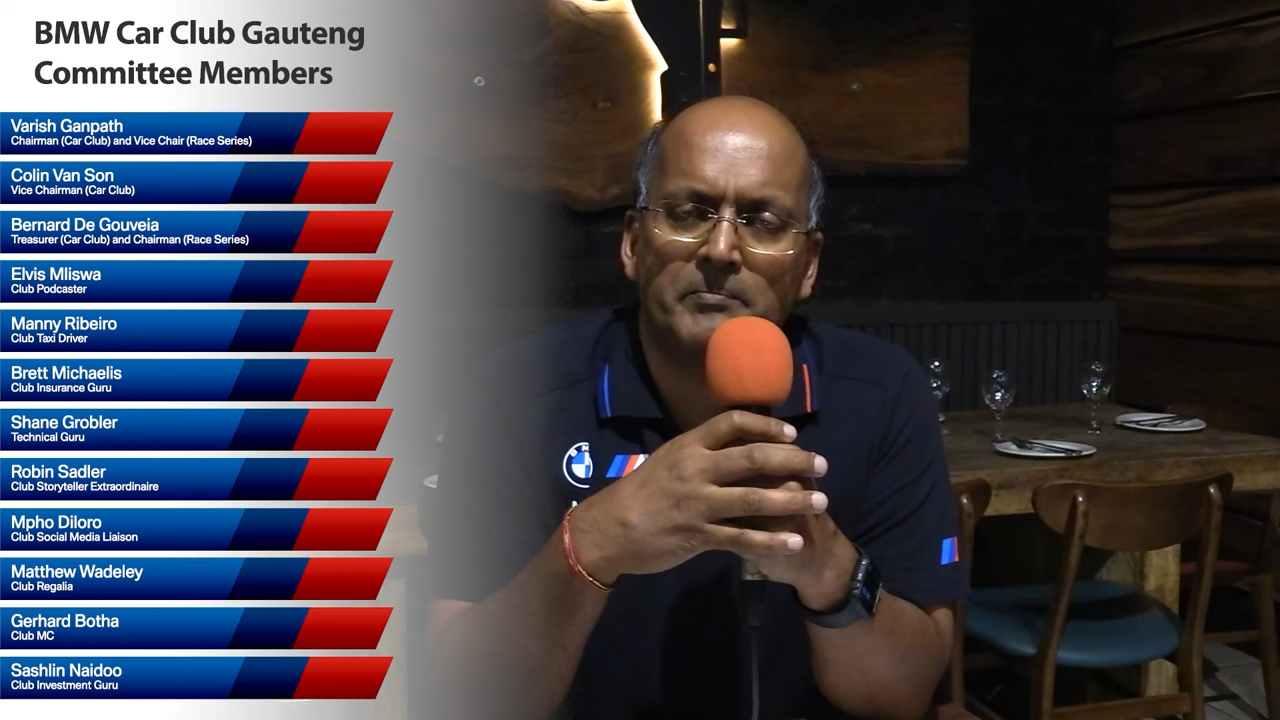 BMW Car Club Gauteng
Committee Members
Varish Ganpath
Chairman (Car Club) and Vice Chair (Race Series)
Colin Van Son
Vice Chairman (Car Club)
Bernard De Gouveia
Treasurer (Car Club) and Chairman (Race Series)
Elvis Mliswa
Club Podcaster
Manny Ribeiro
Club Taxi Driver
Brett Michaelis
Club Insurance Guru
Shane Grobler
Technical Guru
Robin Sadler
Club Storyteller Extraordinaire
Mpho Diloro
Club Social Media Liaison
Matthew Wadeley
Club Regalia
Gerhard Botha
Club MC
Sashlin Naidoo
Club Investment Guru